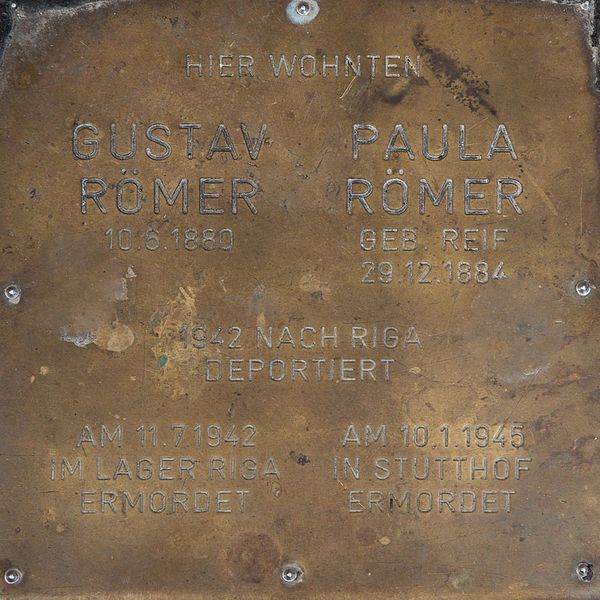 HIER WOHNTEN
GUSTAV RÖMER
10.6.1880
PAULA RÖMER
GEB. REIF
29.12.1884
1942 NACH RIGA
DEPORTIERT
AM 11.7.1942
IM LAGER RIGA
ERMORDET
AM 10.1.1945
IN STUTTHOF
ERMORDET